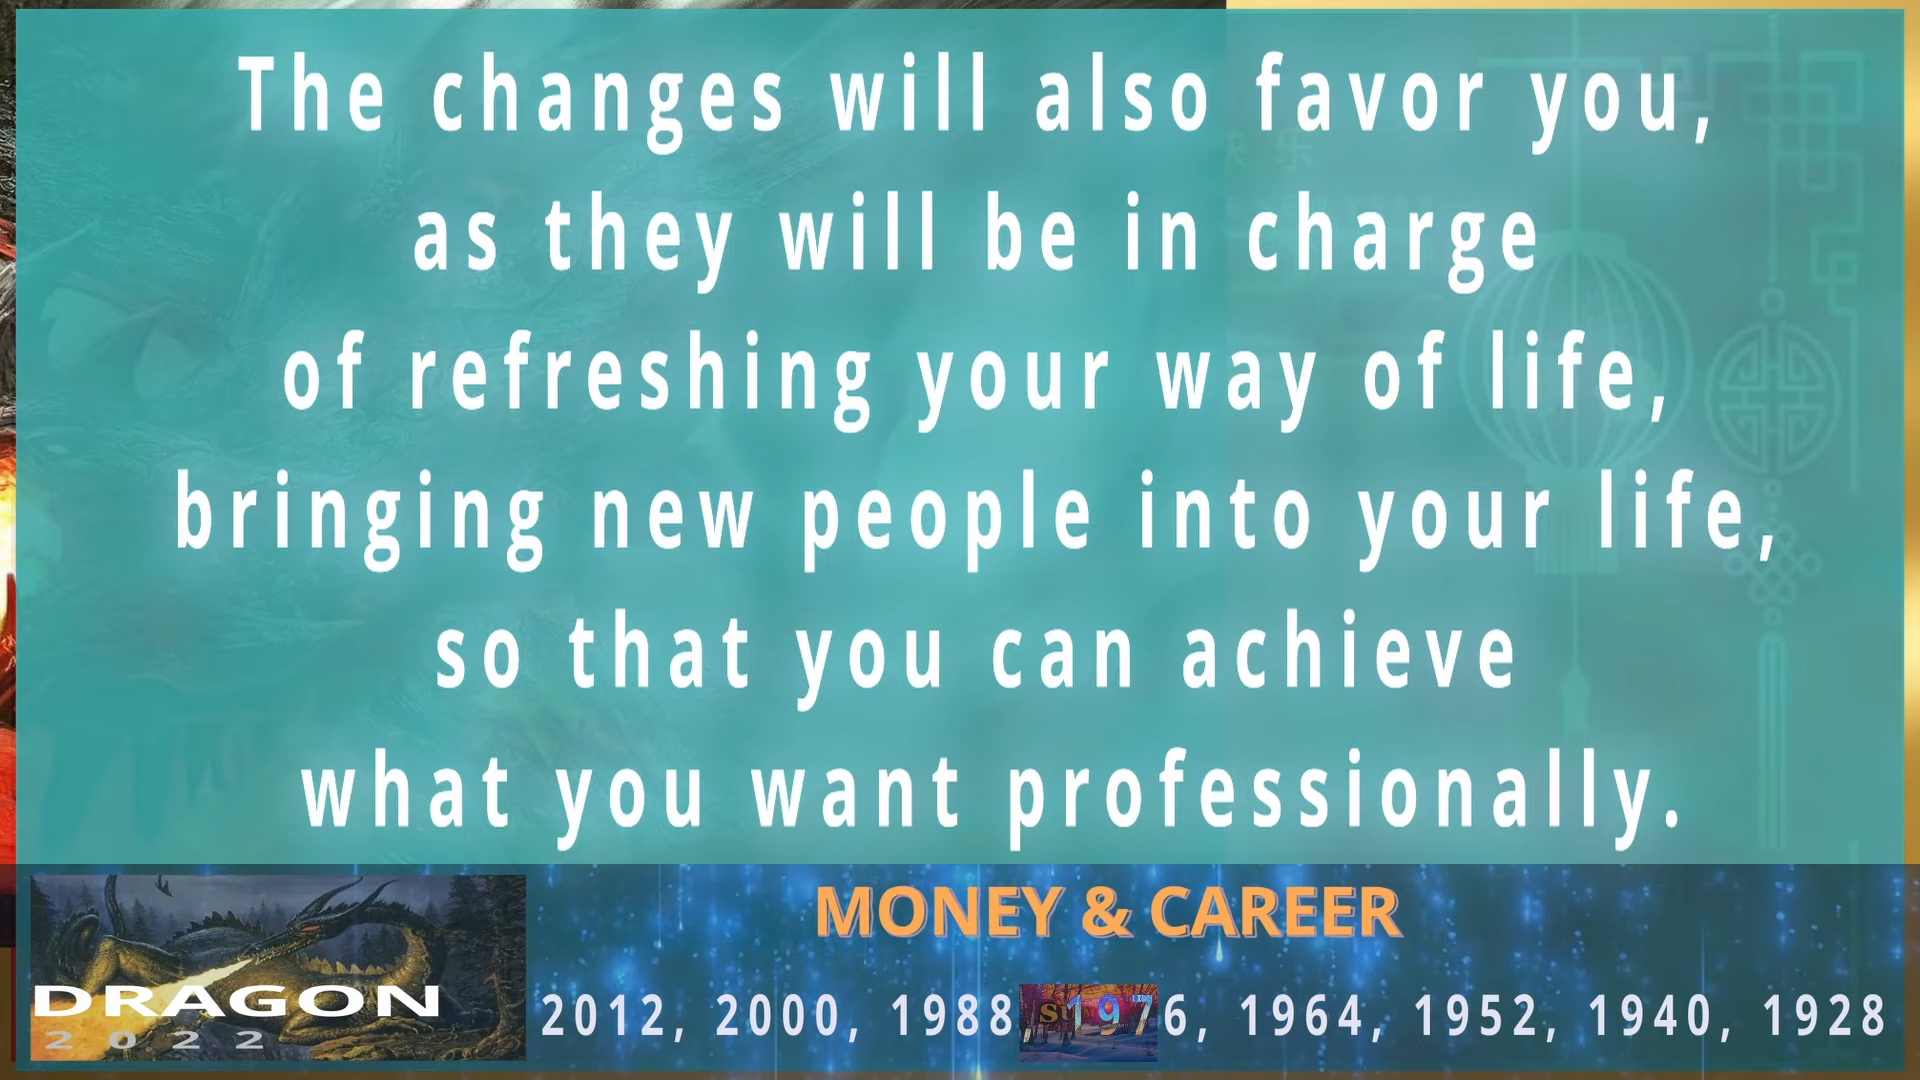 The changes will also favor you,
as they will be in charge
of refreshing your way of life,
bringing new people into your life,
so that you can achieve
what you want professionally.
MONEY & CAREER
DRAGON
2022
2012, 2000, 1988, 1976, 1964, 1952, 1940, 1928